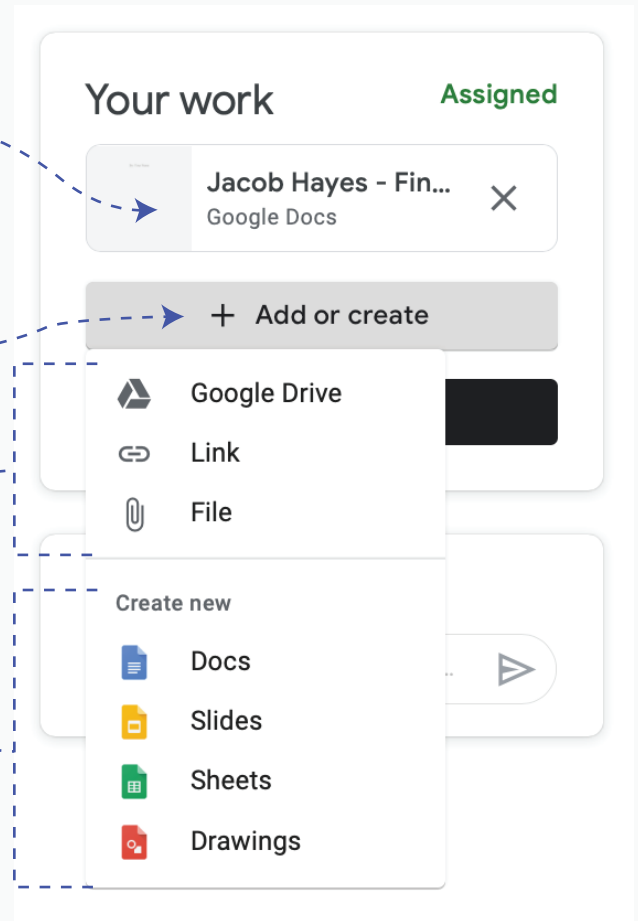 Your work
Assigned
Jacob Hayes - Fin...
Google Docs
Add or create
Google Drive
Link
File
Create new
Docs
Slides
Sheets
Drawings